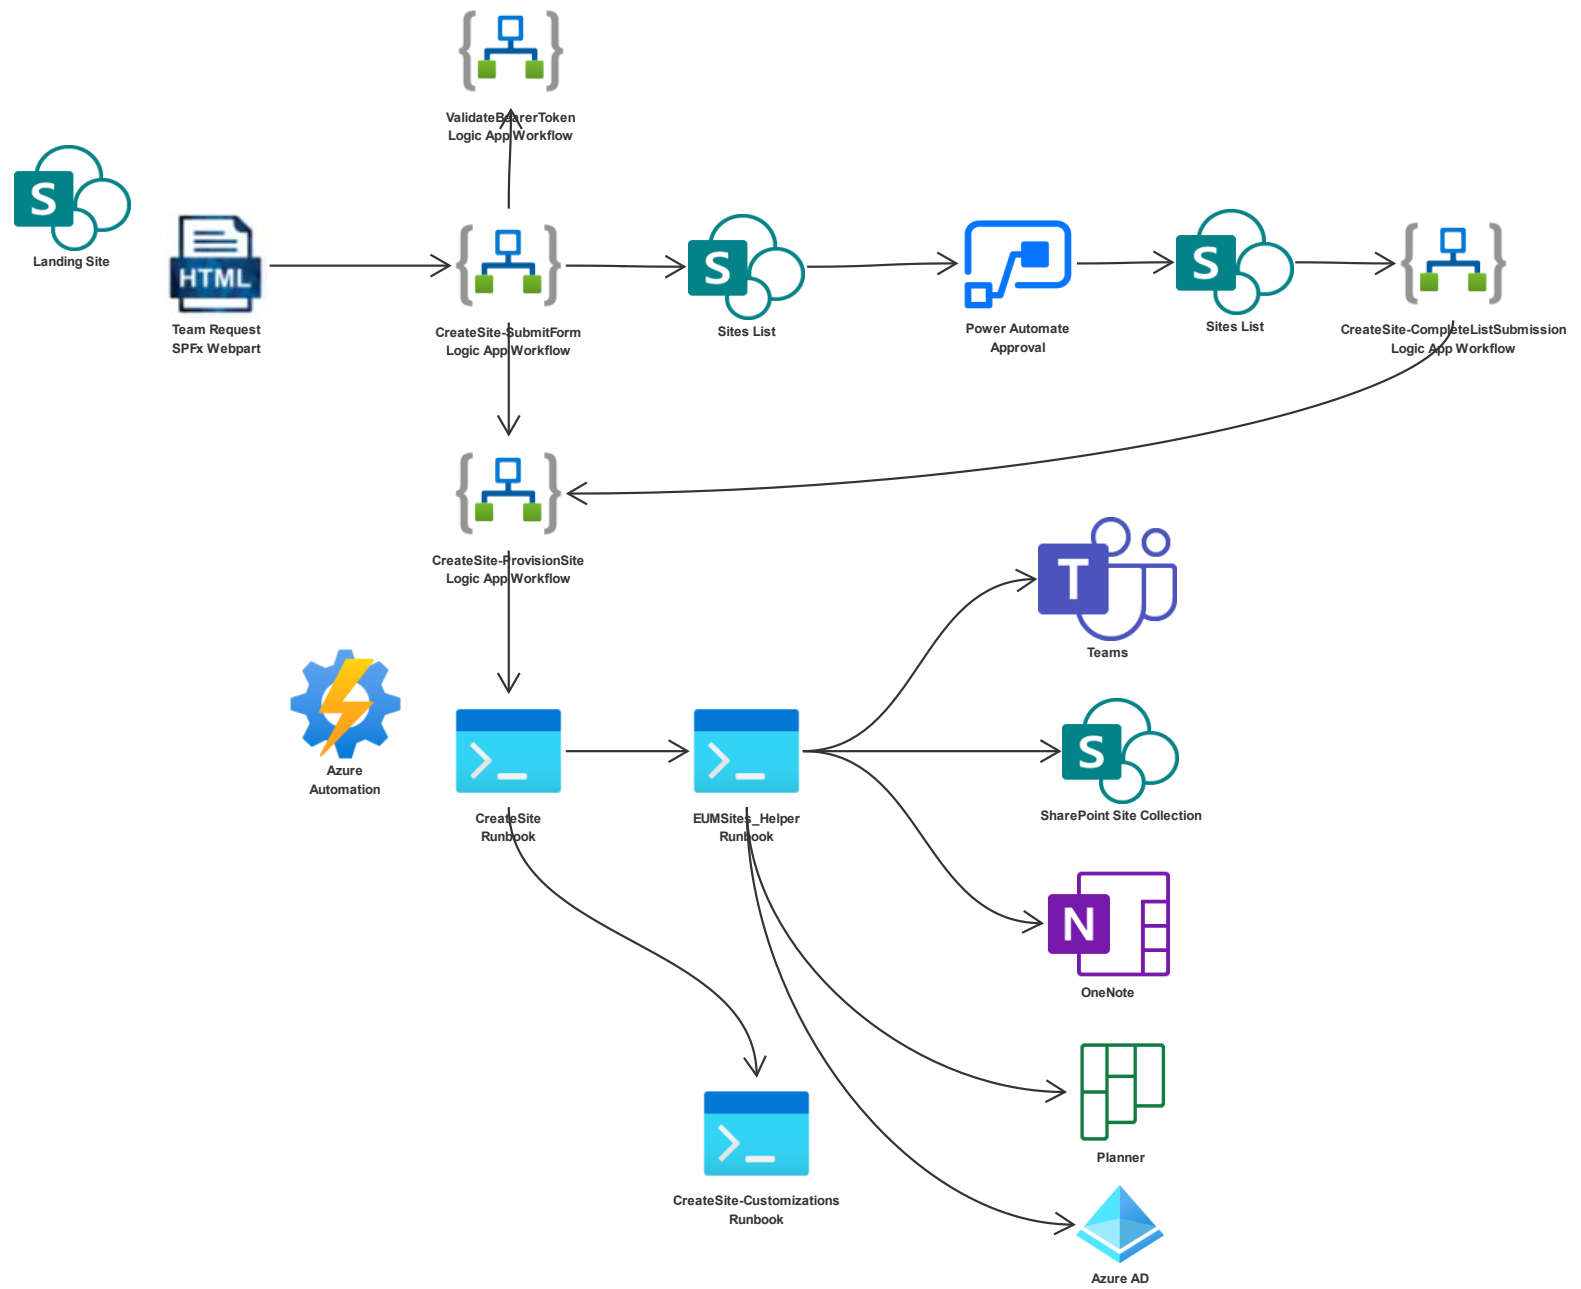 ValidateBearerToken
Logic App Workflow
S
Landing Site
HTML
Team Request
SPFx Webpart
CreateSite-SubmitForm
Logic App Workflow
S
Sites List
Power Automate
Approval
S
Sites List
CreateSite-CompleteListSubmission
Logic App Workflow
CreateSite-ProvisionSite
Logic App Workflow
T
Teams
Azure
Automation
CreateSite
Runbook
EUMSites_Helper
Runbook
S
SharePoint Site Collection
N
OneNote
Planner
CreateSite-Customizations
Runbook
Azure AD